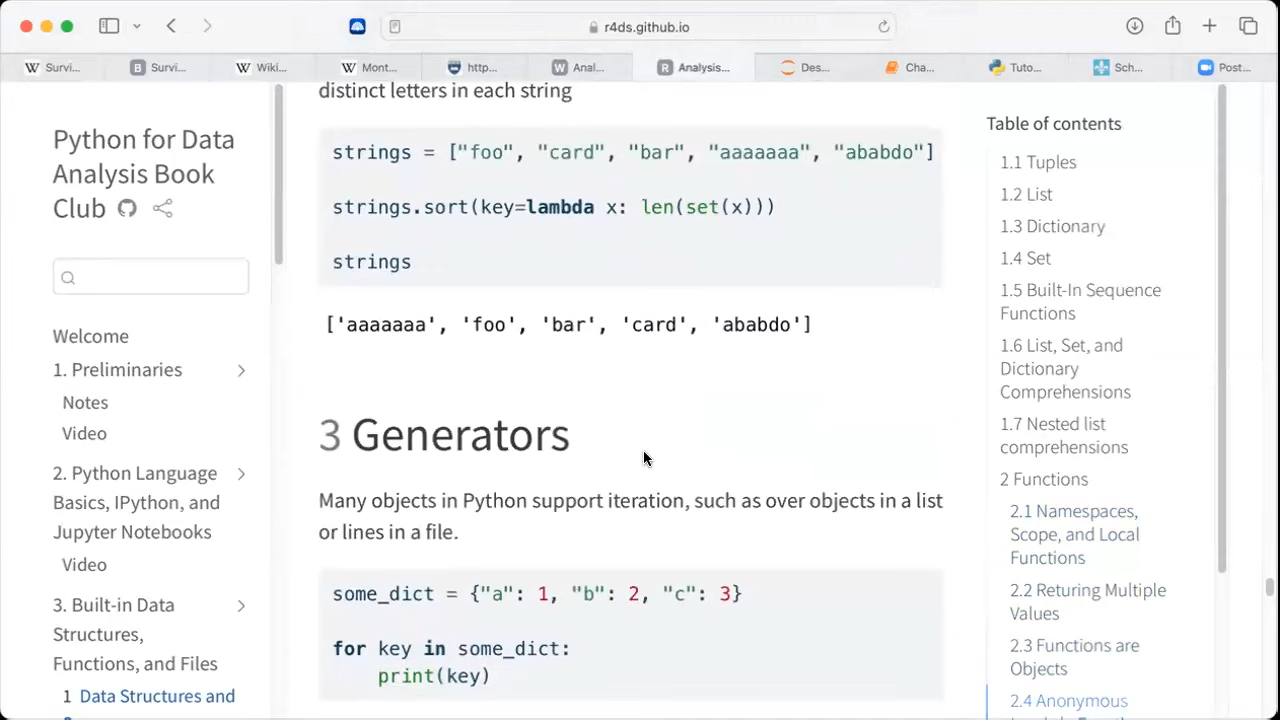 r4ds.github.io
Survi...
Survi...
Wiki...
Mont...
http...
Anal...
Analysis...
Des...
Cha...
Tuto...
Sch...
Post...
Python for Data
Analysis Book
Club
Welcome
1. Preliminaries
Notes
Video
2. Python Language
Basics, IPython, and
Jupyter Notebooks
Video
3. Built-in Data
Structures,
Functions, and Files
1 Data Structures and
distinct letters in each string
strings = ["foo", "card", "bar", "aaaaaaa", "ababdo"]
strings.sort(key=lambda x: len(set(x)))
strings
['aaaaaaa', 'foo', 'bar', 'card', 'ababdo']
3 Generators
Many objects in Python support iteration, such as over objects in a list
or lines in a file.
some_dict = {"a": 1, "b": 2, "c": 3}
for key in some_dict:
print(key)
Table of contents
1.1 Tuples
1.2 List
1.3 Dictionary
1.4 Set
1.5 Built-In Sequence
Functions
1.6 List, Set, and
Dictionary
Comprehensions
1.7 Nested list
comprehensions
2 Functions
2.1 Namespaces,
Scope, and Local
Functions
2.2 Returing Multiple
Values
2.3 Functions are
Objects
2.4 Anonymous